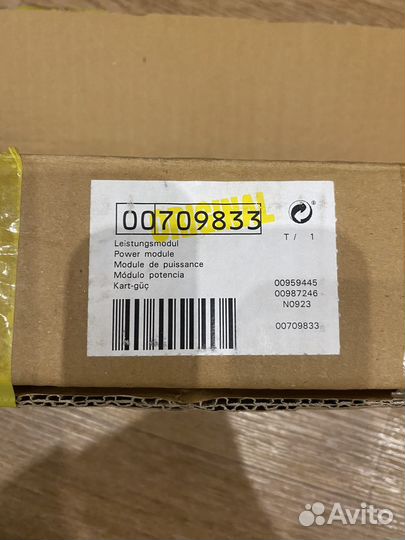 ORIGINAL
00709833
T / 1
Leistungsmodul
Power module
Module de puissance
Módulo potencia
Kart-güç
00959445
00987246
N0923
00709833
Avito